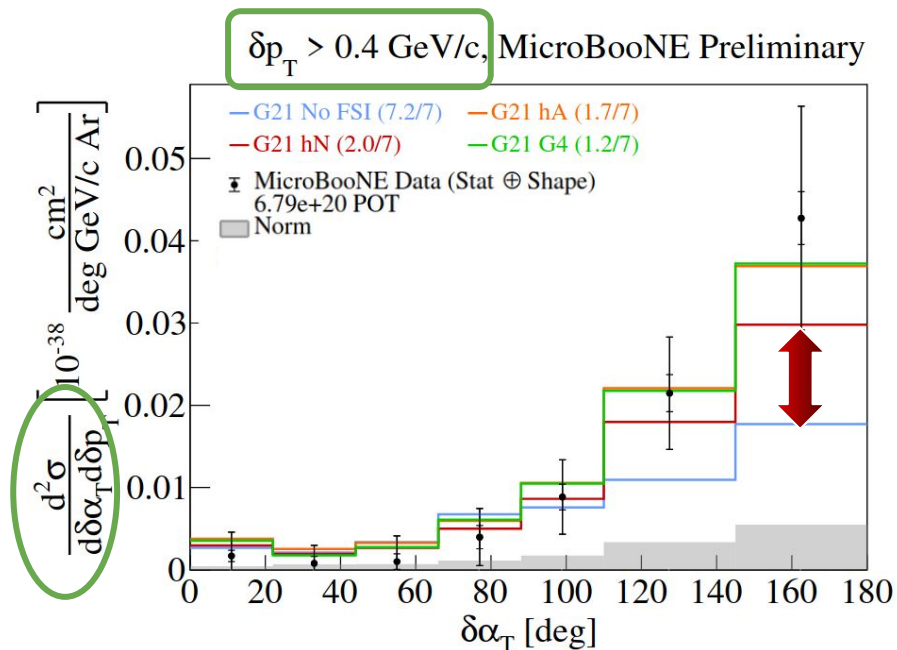 δp_T > 0.4 GeV/c, MicroBooNE Preliminary
G21 No FSI (7.2/7)
G21 hA (1.7/7)
G21 hN (2.0/7)
G21 G4 (1.2/7)
MicroBooNE Data (Stat ⊕ Shape)
6.79e+20 POT
Norm
d²σ/dδα_Tdδp_T [10⁻³⁸ cm²/deg GeV/c Ar]
0.05
0.04
0.03
0.02
0.01
0
0 20 40 60 80 100 120 140 160 180
δα_T [deg]